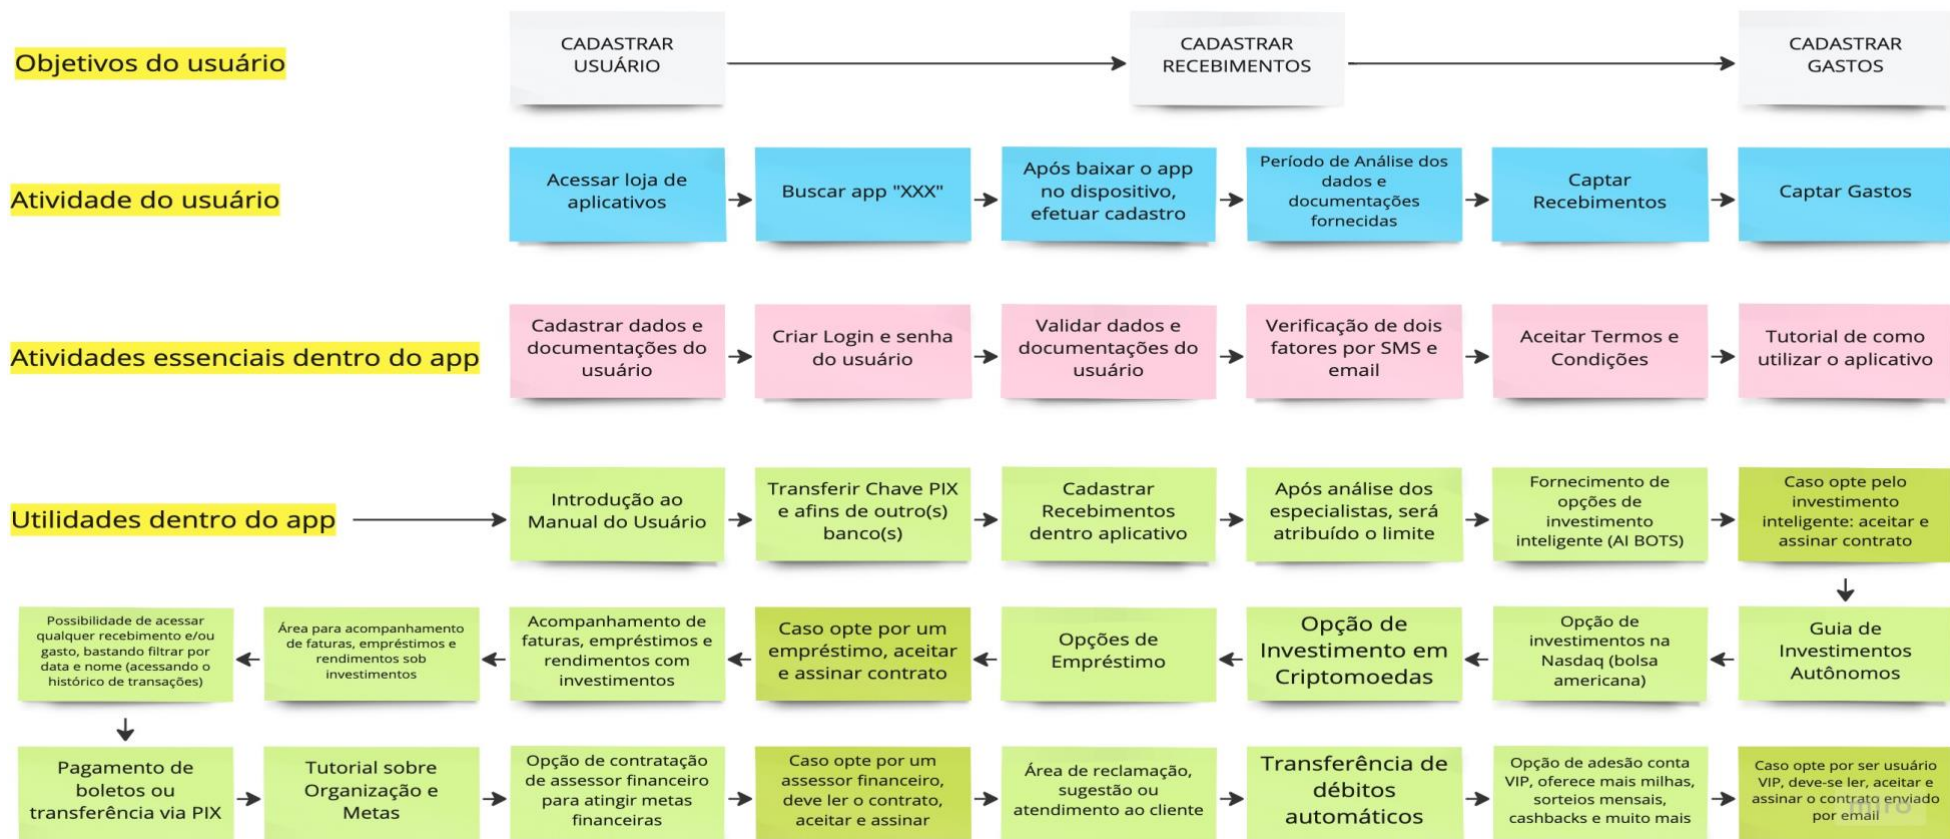 Objetivos do usuário
CADASTRAR
USUÁRIO
CADASTRAR
RECEBIMENTOS
CADASTRAR
GASTOS
Atividade do usuário
Acessar loja de
aplicativos
Buscar app "XXX"
Após baixar o app
no dispositivo,
efetuar cadastro
Período de Análise dos
dados e
documentações
fornecidas
Captar
Recebimentos
Captar Gastos
Atividades essenciais dentro do app
Cadastrar dados e
documentações do
usuário
Criar Login e senha
do usuário
Validar dados e
documentações do
usuário
Verificação de dois
fatores por SMS e
email
Aceitar Termos e
Condições
Tutorial de como
utilizar o aplicativo
Utilidades dentro do app
Introdução ao
Manual do Usuário
Transferir Chave PIX
e afins de outro(s)
banco(s)
Cadastrar
Recebimentos
dentro aplicativo
Após análise dos
especialistas, será
atribuído o limite
Fornecimento de
opções de
investimento
inteligente (AI BOTS)
Caso opte pelo
investimento
inteligente: aceitar e
assinar contrato
Possibilidade de acessar
qualquer recebimento e/ou
gasto, bastando filtrar por
data e nome (acessando o
histórico de transações)
Área para acompanhamento
de faturas, empréstimos e
rendimentos sob
investimentos
Acompanhamento de
faturas, empréstimos e
rendimentos com
investimentos
Caso opte por um
empréstimo, aceitar
e assinar contrato
Opções de
Empréstimo
Opção de
Investimento em
Criptomoedas
Opção de
investimentos na
Nasdaq (bolsa
americana)
Guia de
Investimentos
Autônomos
Pagamento de
boletos ou
transferência via PIX
Tutorial sobre
Organização e
Metas
Opção de contratação
de assessor financeiro
para atingir metas
financeiras
Caso opte por um
assessor financeiro,
deve ler o contrato,
aceitar e assinar
Área de reclamação,
sugestão ou
atendimento ao cliente
Transferência de
débitos
automáticos
Opção de adesão conta
VIP, oferece mais milhas,
sorteios mensais,
cashbacks e muito mais
Caso opte por ser usuário
VIP, deve-se ler, aceitar e
assinar o contrato enviado
por email
miro